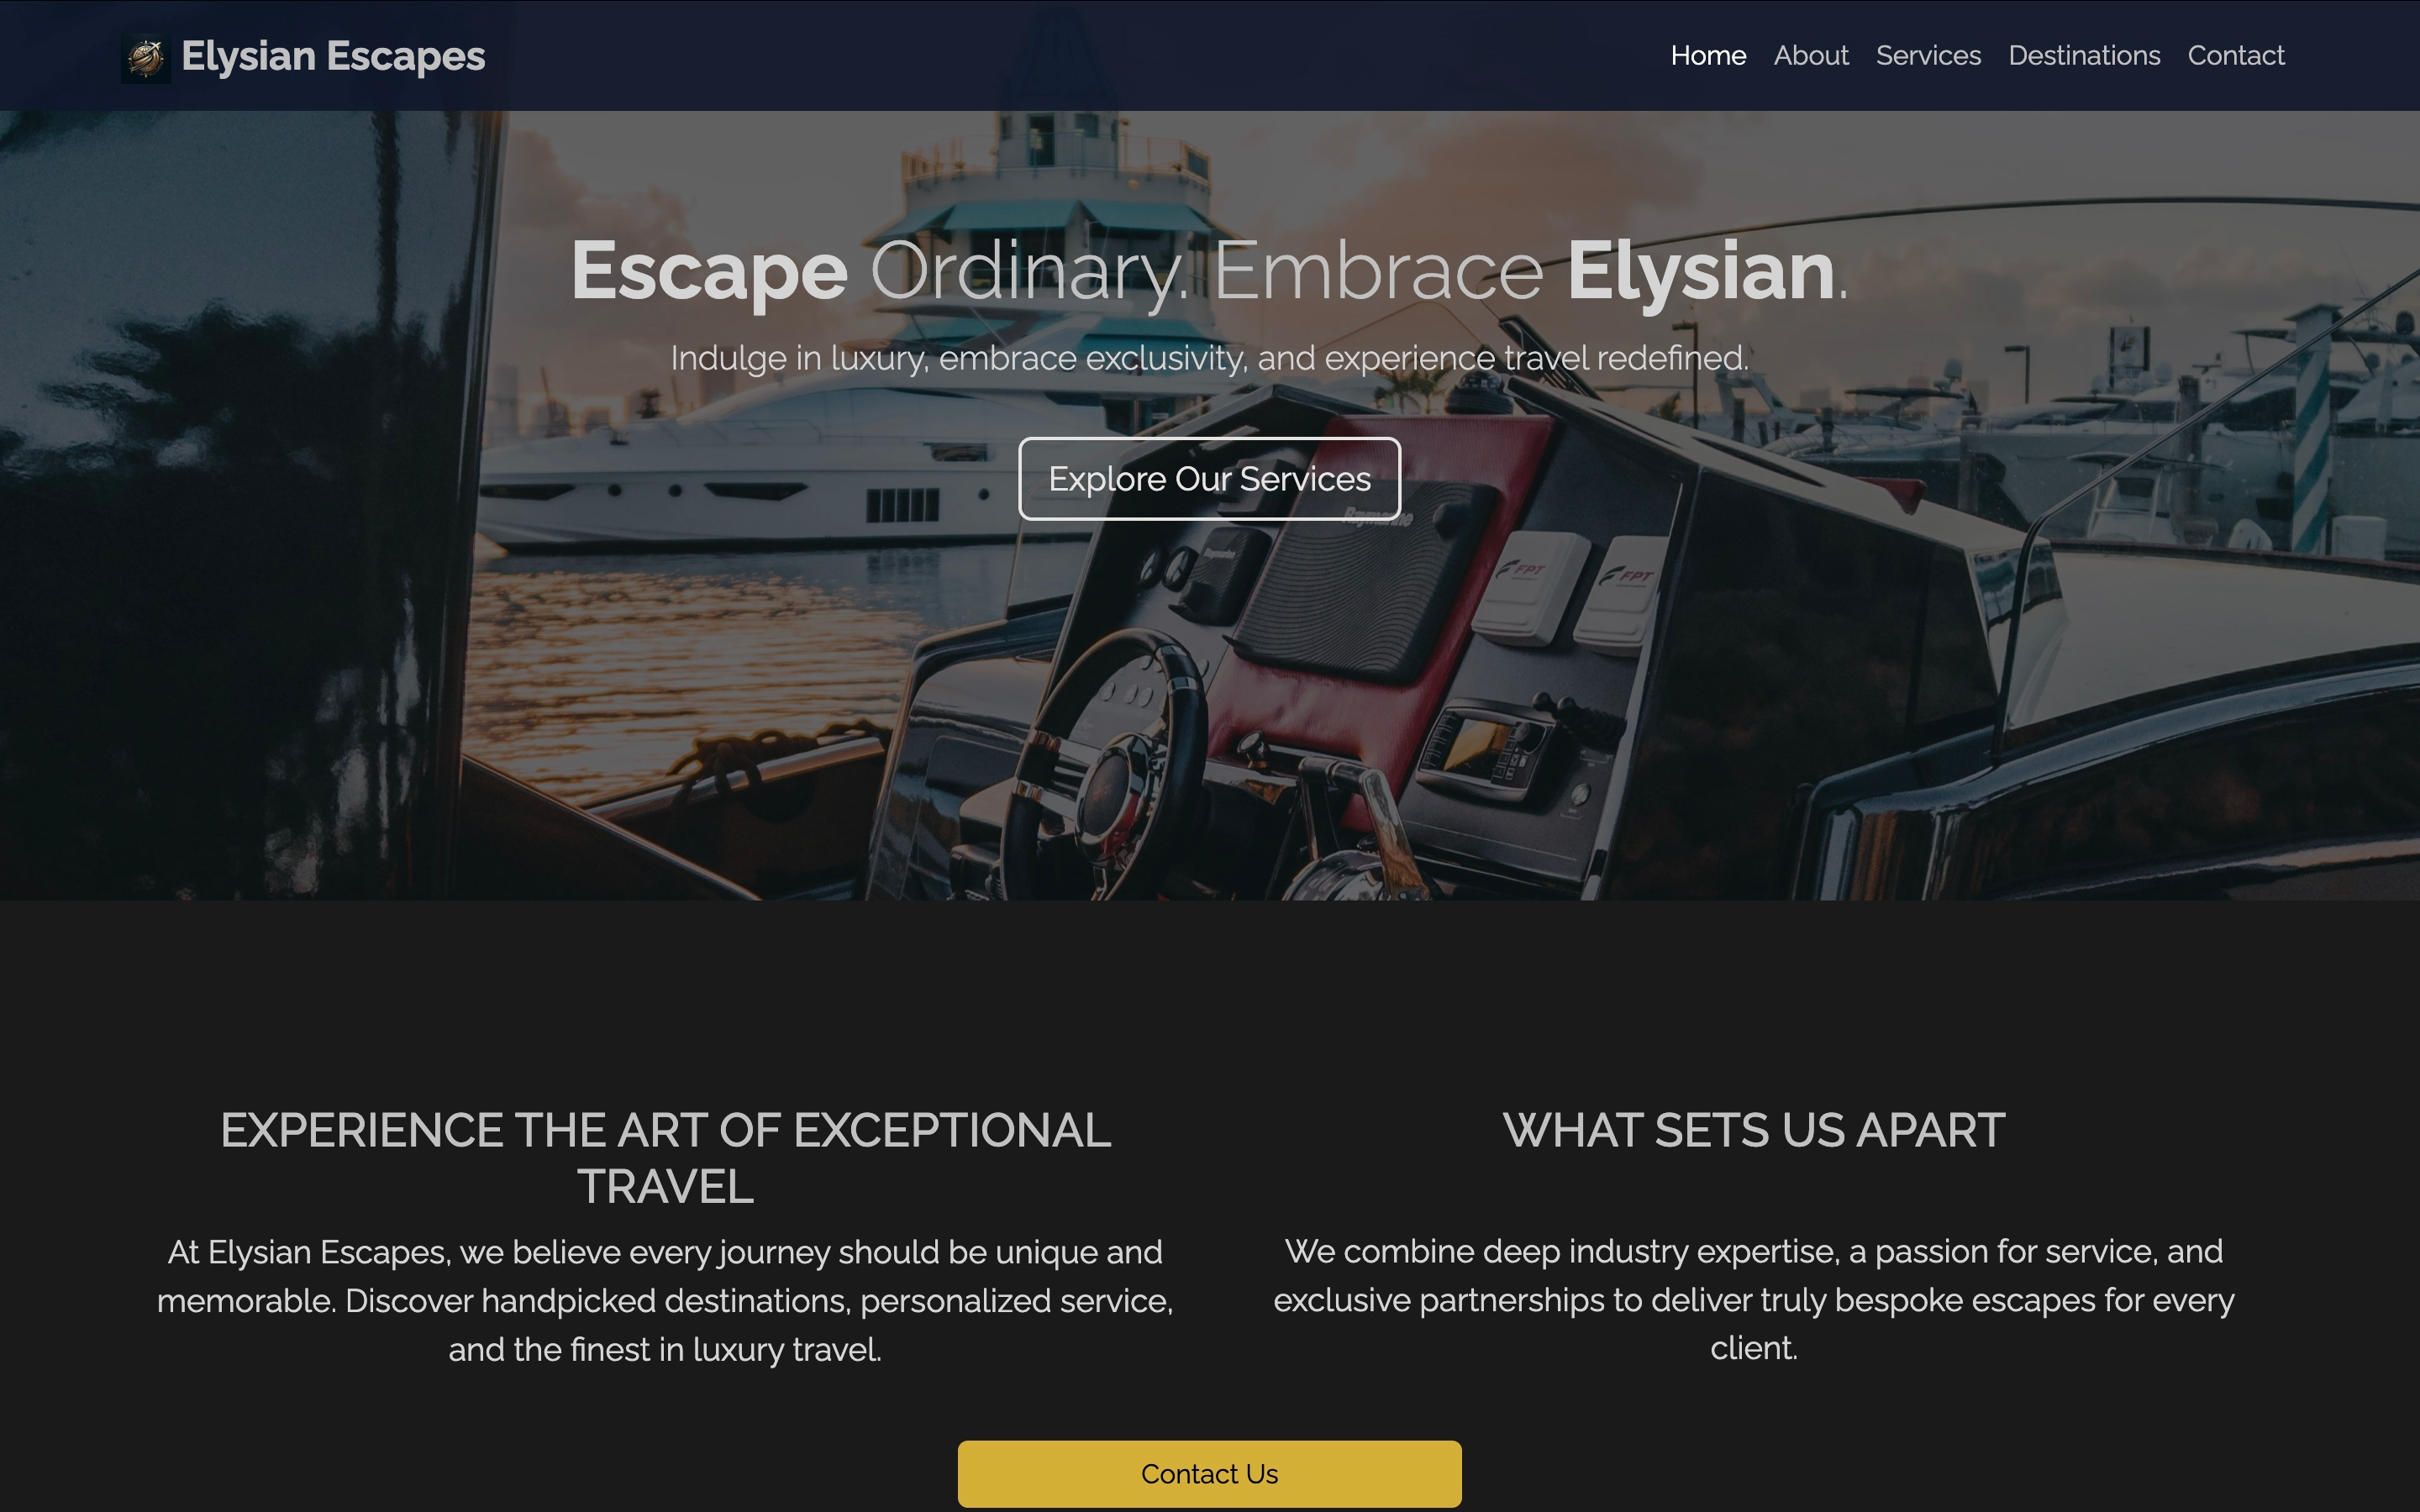 Elysian Escapes
Home About Services Destinations Contact
Escape Ordinary. Embrace Elysian.
Indulge in luxury, embrace exclusivity, and experience travel redefined.
Explore Our Services
Raymarine
Raymarine
FPT
FPT
EXPERIENCE THE ART OF EXCEPTIONAL
TRAVEL
At Elysian Escapes, we believe every journey should be unique and
memorable. Discover handpicked destinations, personalized service,
and the finest in luxury travel.
WHAT SETS US APART
We combine deep industry expertise, a passion for service, and
exclusive partnerships to deliver truly bespoke escapes for every
client.
Contact Us